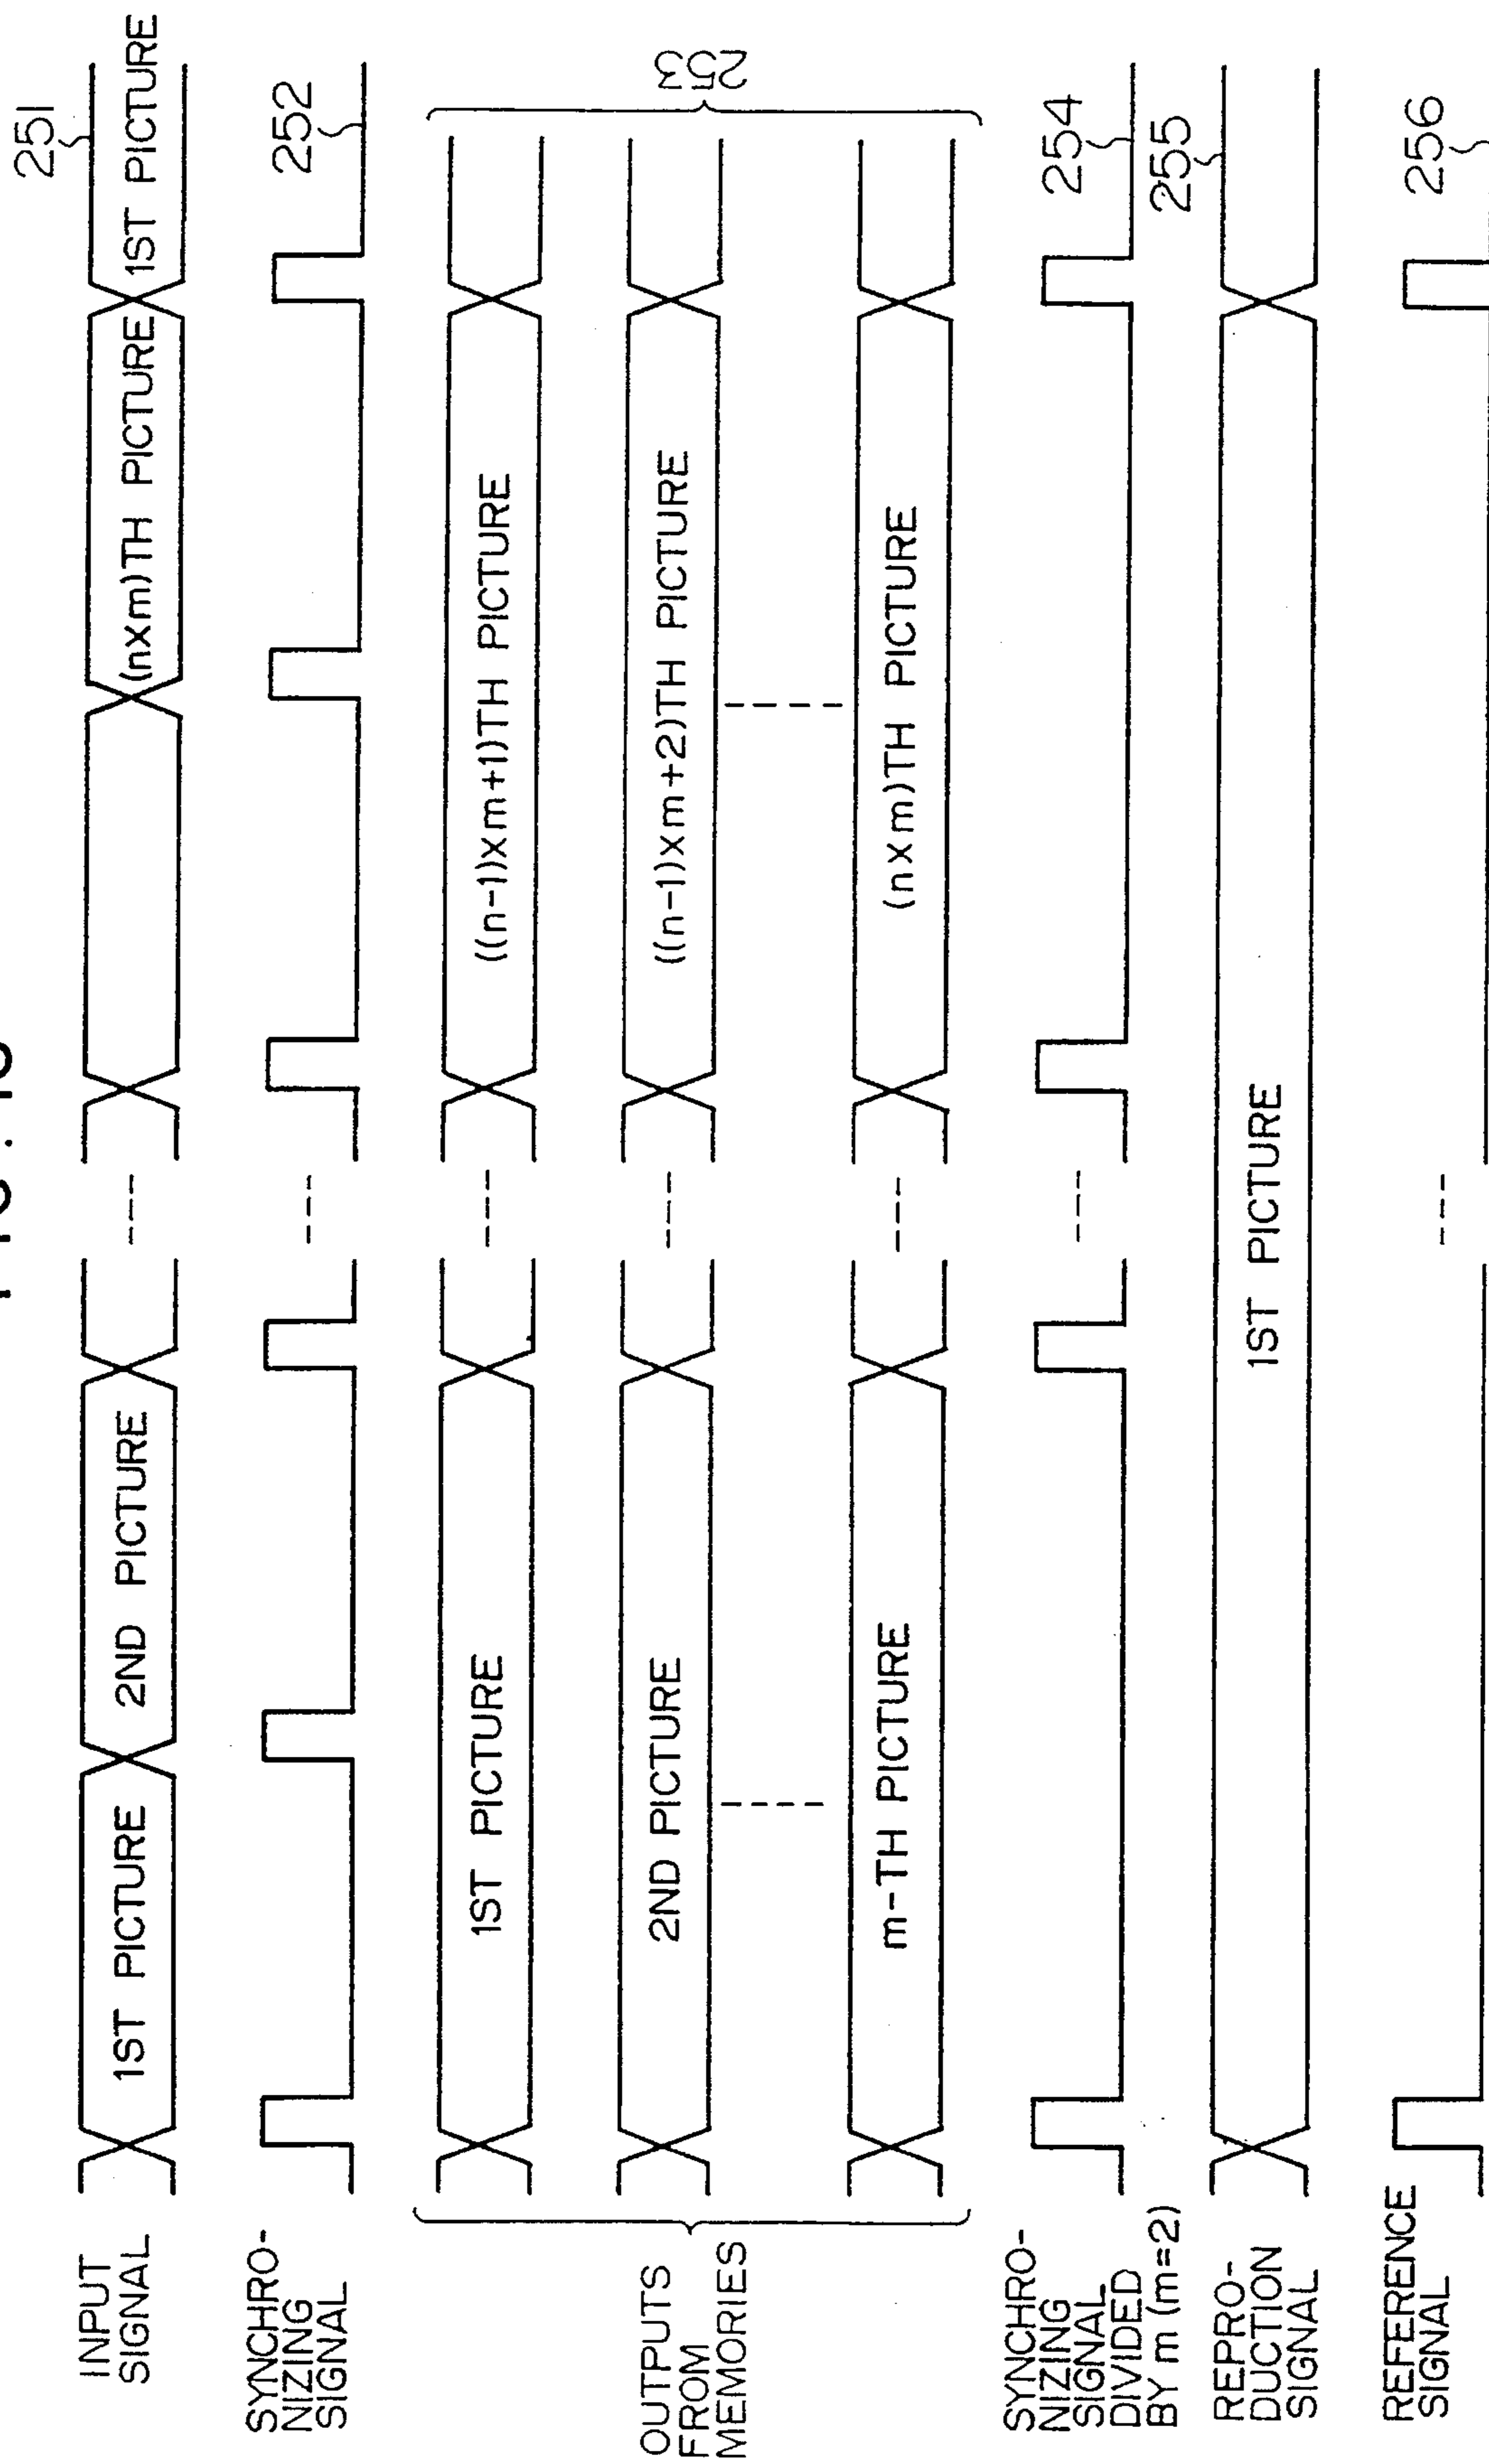 INPUT
SIGNAL
1ST PICTURE
2ND PICTURE
(n×m)TH PICTURE
1ST PICTURE
251
SYNCHRO-
NIZING
SIGNAL
252
OUTPUTS
FROM
MEMORIES
1ST PICTURE
((n-1)×m+1)TH PICTURE
2ND PICTURE
((n-1)×m+2)TH PICTURE
m-TH PICTURE
(n×m)TH PICTURE
253
SYNCHRO-
NIZING
SIGNAL
DIVIDED
BY m (m=2)
254
REPRO-
DUCTION
SIGNAL
1ST PICTURE
255
REFERENCE
SIGNAL
256